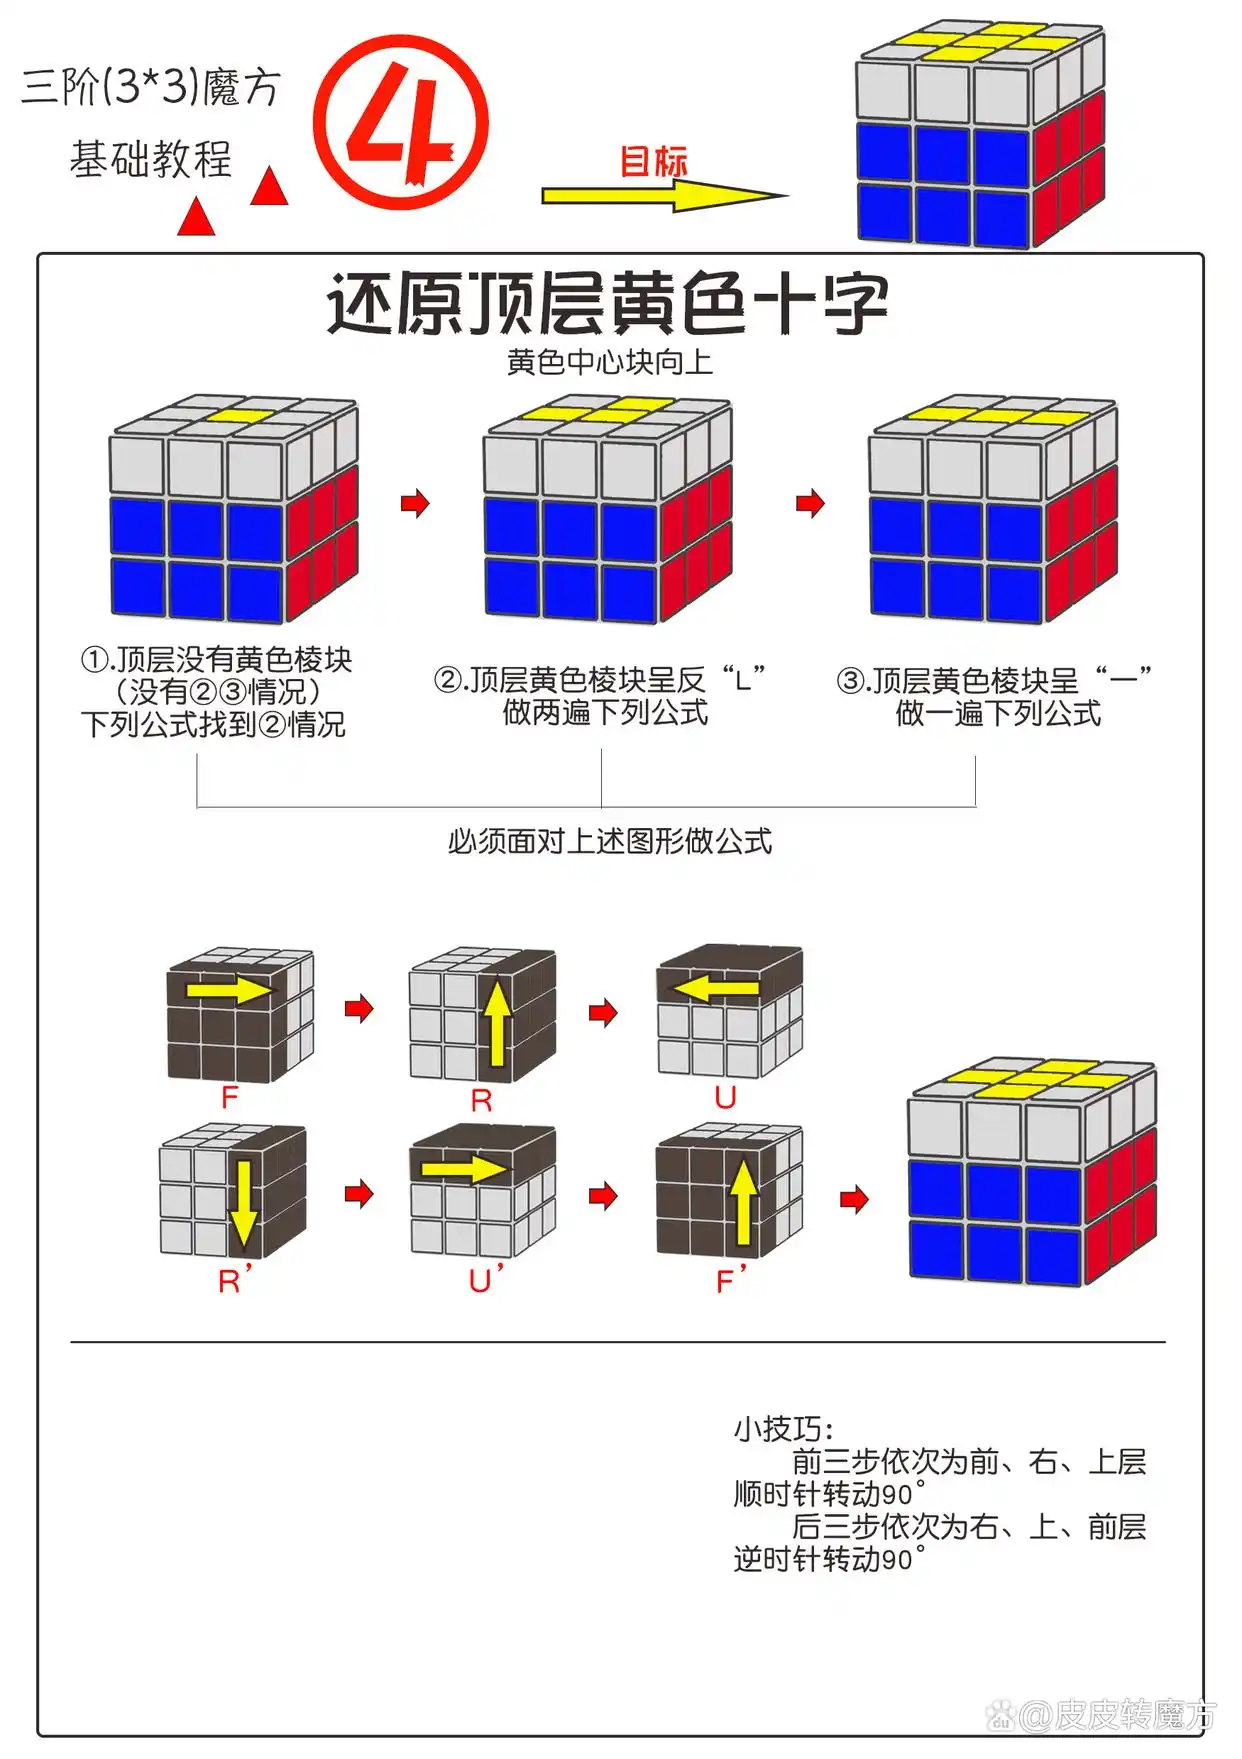 三阶(3*3)魔方
基础教程
4
目标
还原顶层黄色十字
黄色中心块向上
①.顶层没有黄色棱块
（没有②③情况）
下列公式找到②情况
②.顶层黄色棱块呈反“L”
做两遍下列公式
③.顶层黄色棱块呈“一”
做一遍下列公式
必须面对上述图形做公式
F
R
U
R’
U’
F’
小技巧：
前三步依次为前、右、上层
顺时针转动90°
后三步依次为右、上、前层
逆时针转动90°
du @皮皮转魔方